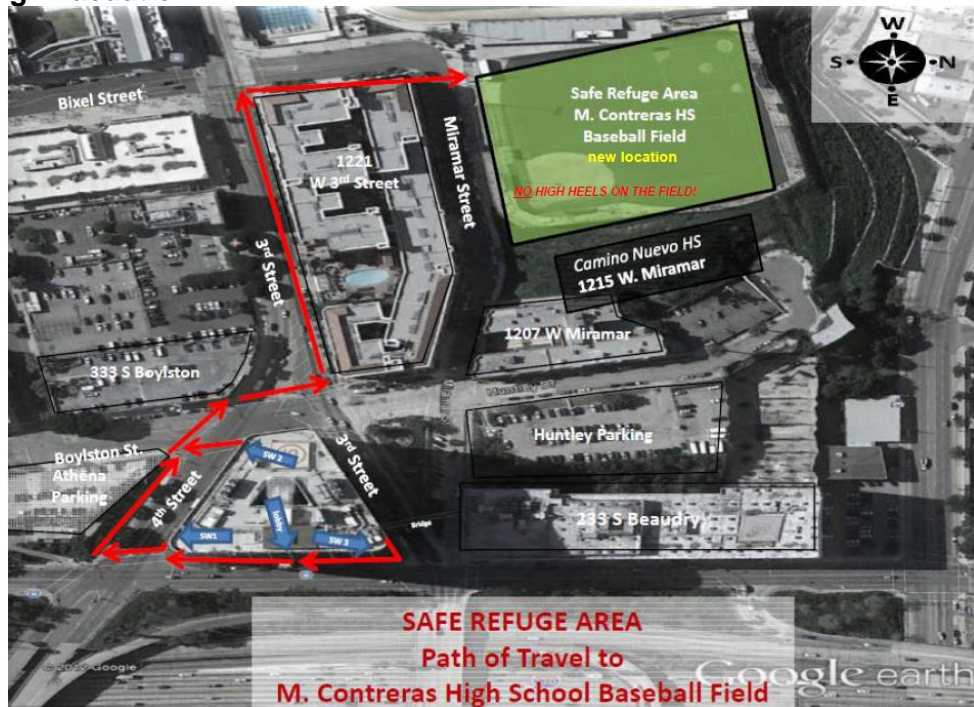 W
S
N
E
Bixel Street
Safe Refuge Area
M. Contreras HS
Baseball Field
new location
NO HIGH HEELS ON THE FIELD!
1221
W 3rd Street
Miramar Street
3rd Street
Camino Nuevo HS
1215 W. Miramar
1207 W Miramar
333 S Boylston
Huntley Dr
Huntley Parking
Boylston St.
Athena
Parking
4th Street
SW 2
3rd Street
lobby
SW1
SW 3
Bridge
233 S Beaudry
SAFE REFUGE AREA
Path of Travel to
M. Contreras High School Baseball Field
Google earth